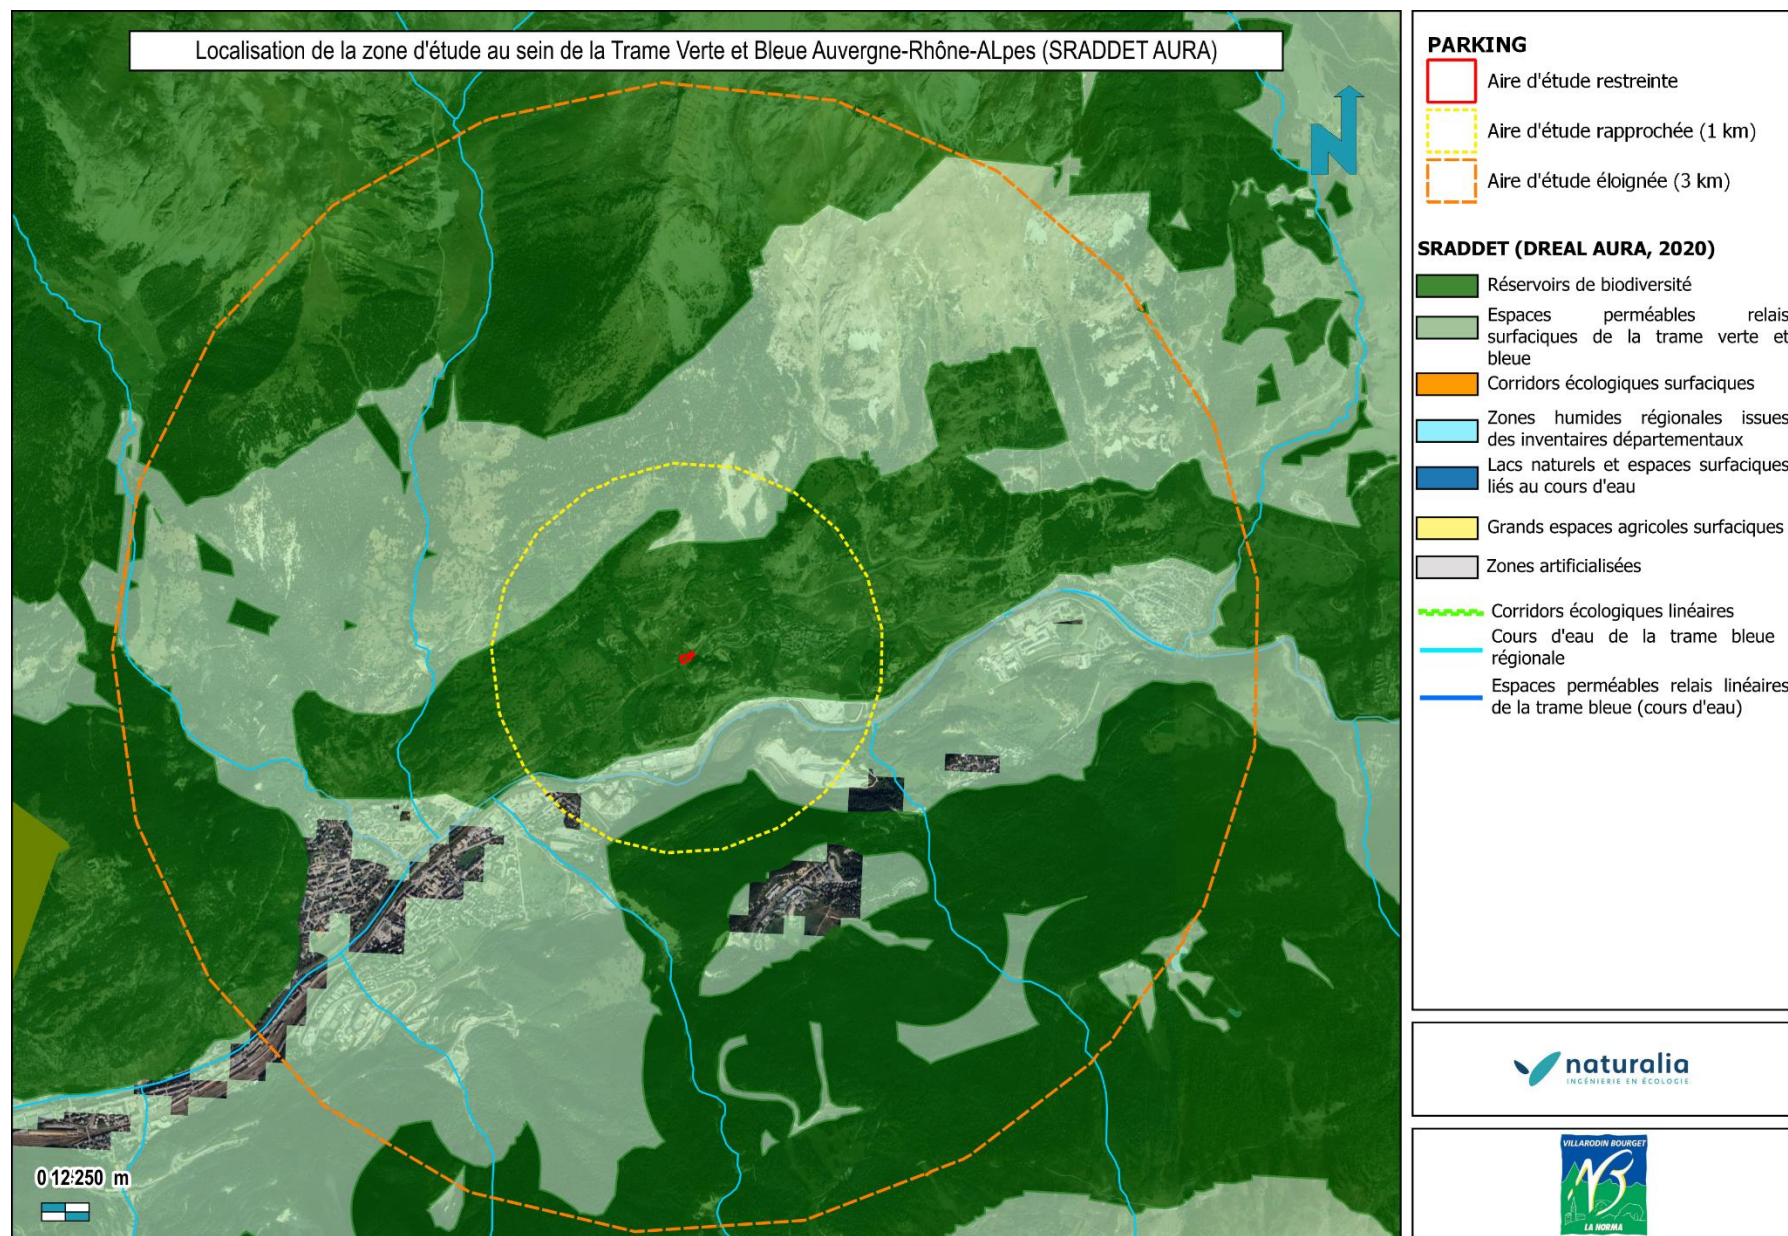 Localisation de la zone d'étude au sein de la Trame Verte et Bleue Auvergne-Rhône-ALpes (SRADDET AURA)
N
0 125 250 m
PARKING
Aire d'étude restreinte
Aire d'étude rapprochée (1 km)
Aire d'étude éloignée (3 km)
SRADDET (DREAL AURA, 2020)
Réservoirs de biodiversité
Espaces perméables relais
surfaciques de la trame verte et
bleue
Corridors écologiques surfaciques
Zones humides régionales issues
des inventaires départementaux
Lacs naturels et espaces surfaciques
liés au cours d'eau
Grands espaces agricoles surfaciques
Zones artificialisées
Corridors écologiques linéaires
Cours d'eau de la trame bleue
régionale
Espaces perméables relais linéaires
de la trame bleue (cours d'eau)
naturalia
INGÉNIERIE EN ÉCOLOGIE
VILLARODIN BOURGET
LA NORMA